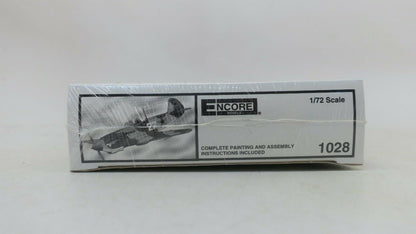 ENCORE
MODELS
1/72 Scale
COMPLETE PAINTING AND ASSEMBLY
INSTRUCTIONS INCLUDED
1028